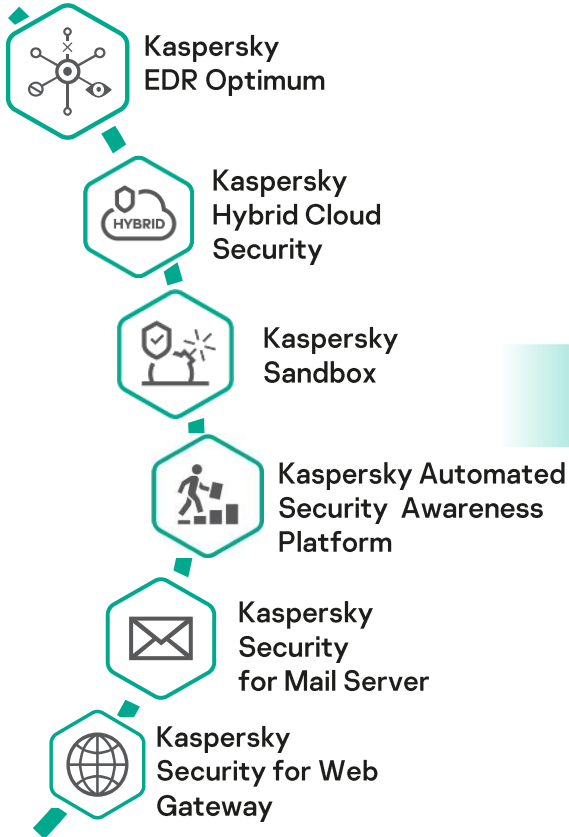 Kaspersky
EDR Optimum
HYBRID
Kaspersky
Hybrid Cloud
Security
Kaspersky
Sandbox
Kaspersky Automated
Security Awareness
Platform
Kaspersky
Security
for Mail Server
Kaspersky
Security for Web
Gateway